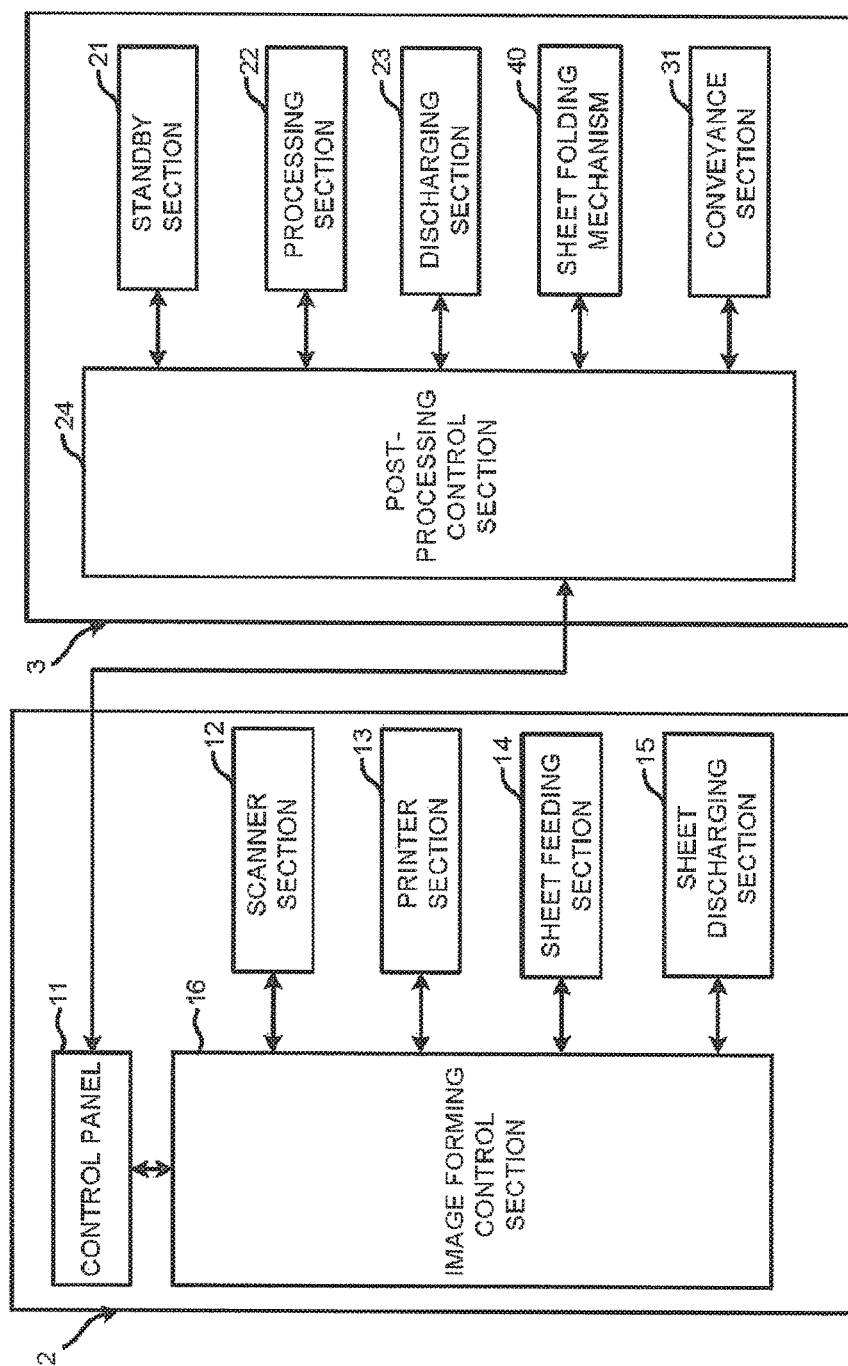 2
11
CONTROL PANEL
16
IMAGE FORMING
CONTROL
SECTION
12
SCANNER
SECTION
13
PRINTER
SECTION
14
SHEET FEEDING
SECTION
15
SHEET
DISCHARGING
SECTION
3
24
POST-
PROCESSING
CONTROL
SECTION
21
STANDBY
SECTION
22
PROCESSING
SECTION
23
DISCHARGING
SECTION
40
SHEET FOLDING
MECHANISM
31
CONVEYANCE
SECTION